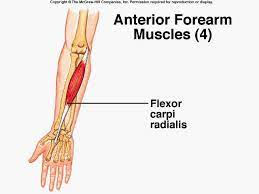 Copyright © The McGraw-Hill Companies, Inc. Permission required for reproduction or display.
Anterior Forearm
Muscles (4)
Flexor
carpi
radialis